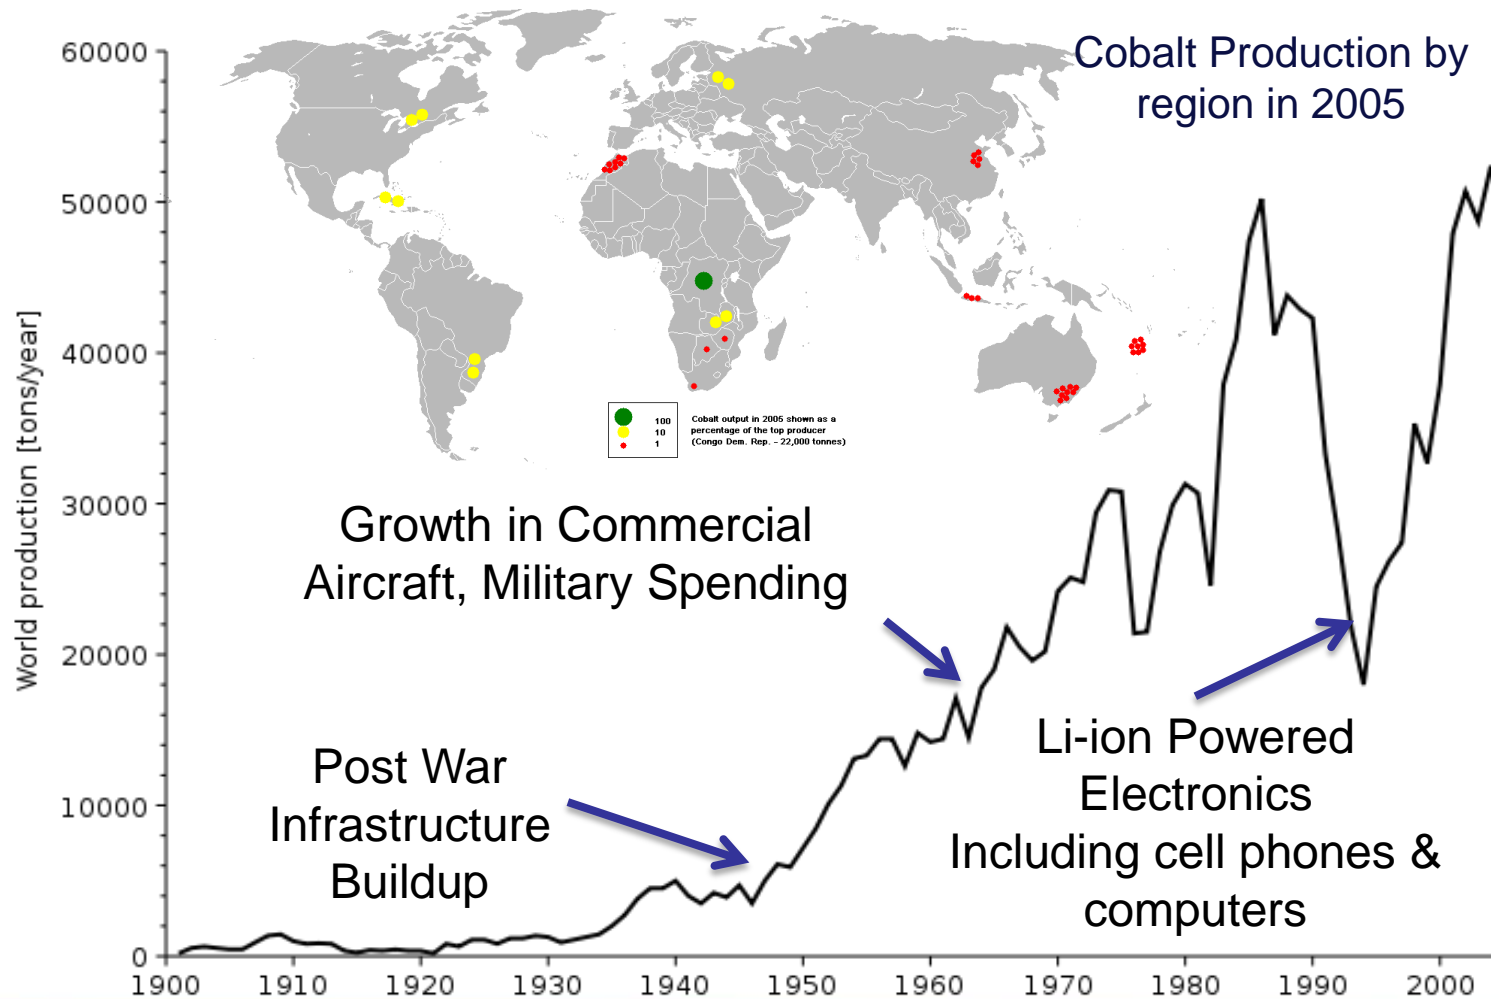 Cobalt Production by
region in 2005
100
10
1
Cobalt output in 2005 shown as a
percentage of the top producer
(Congo Dem. Rep. - 22,000 tonnes)
World production [tons/year]
60000
50000
40000
30000
20000
10000
0
Growth in Commercial
Aircraft, Military Spending
Post War
Infrastructure
Buildup
Li-ion Powered
Electronics
Including cell phones &
computers
1900 1910 1920 1930 1940 1950 1960 1970 1980 1990 2000